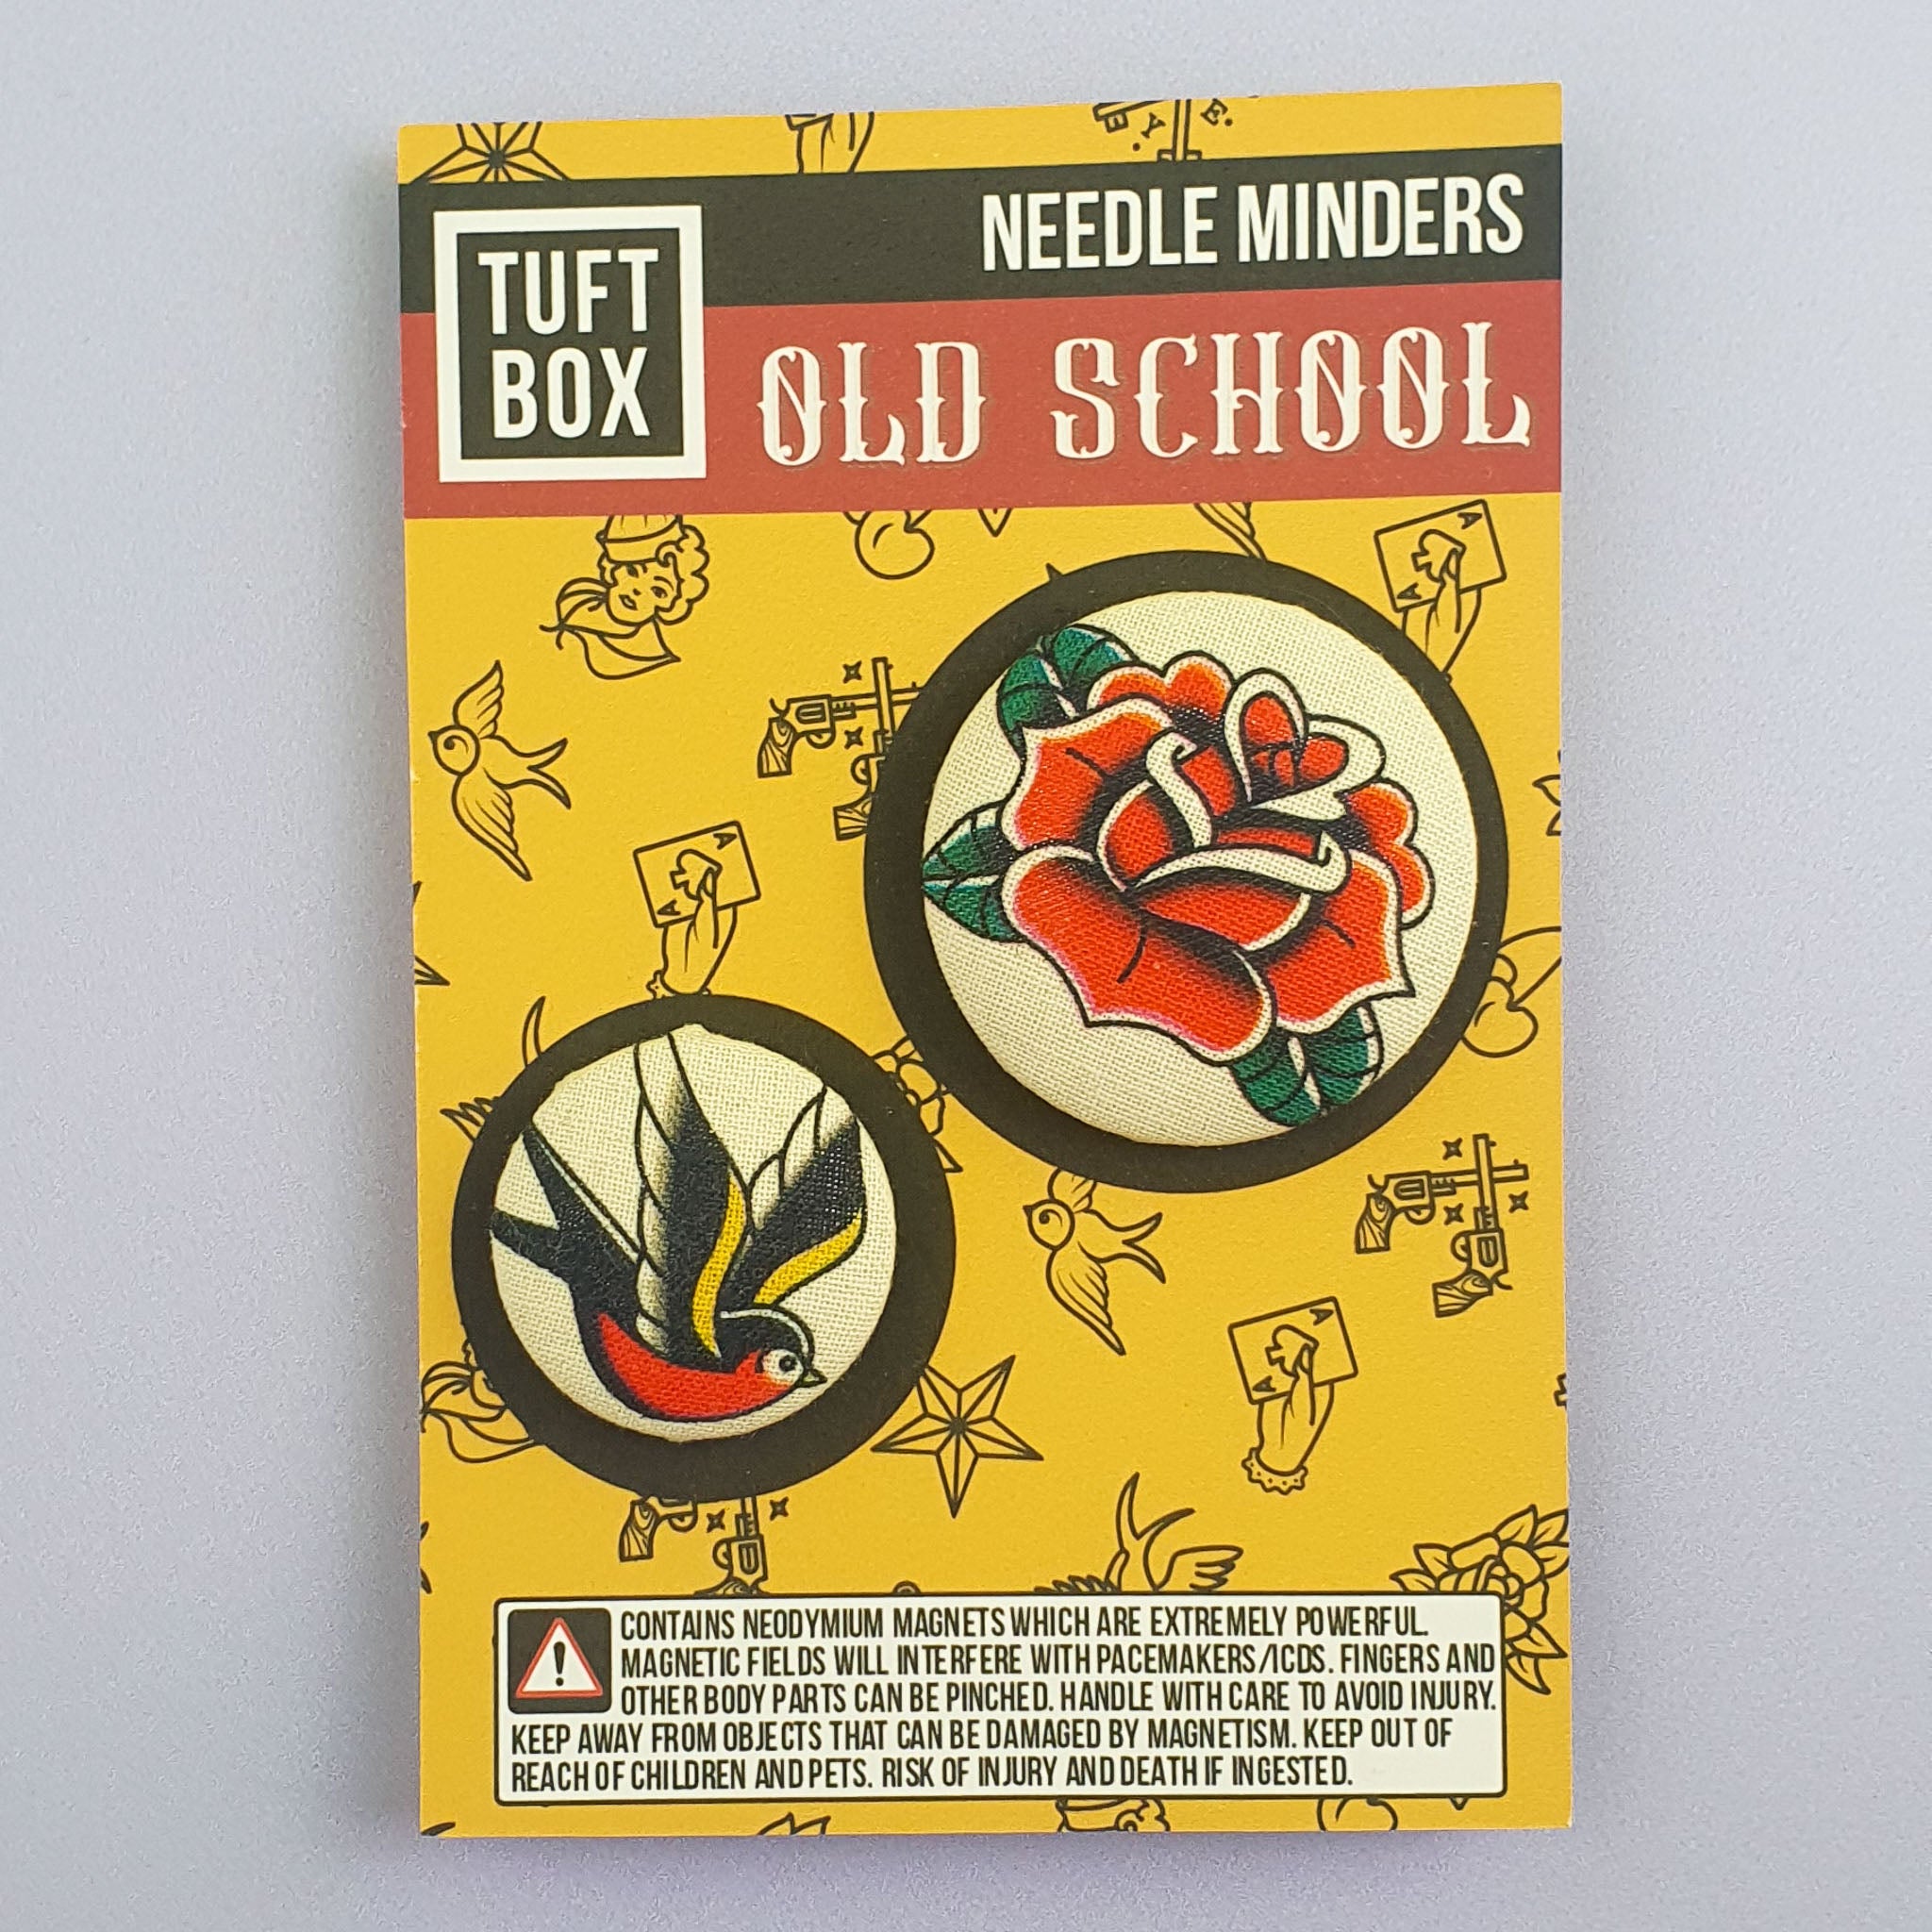 NEEDLE MINDERS
TUFT
BOX
OLD SCHOOL
CONTAINS NEODYMIUM MAGNETS WHICH ARE EXTREMELY POWERFUL.
MAGNETIC FIELDS WILL INTERFERE WITH PACEMAKERS/ICDS. FINGERS AND
OTHER BODY PARTS CAN BE PINCHED. HANDLE WITH CARE TO AVOID INJURY.
KEEP AWAY FROM OBJECTS THAT CAN BE DAMAGED BY MAGNETISM. KEEP OUT OF
REACH OF CHILDREN AND PETS. RISK OF INJURY AND DEATH IF INGESTED.